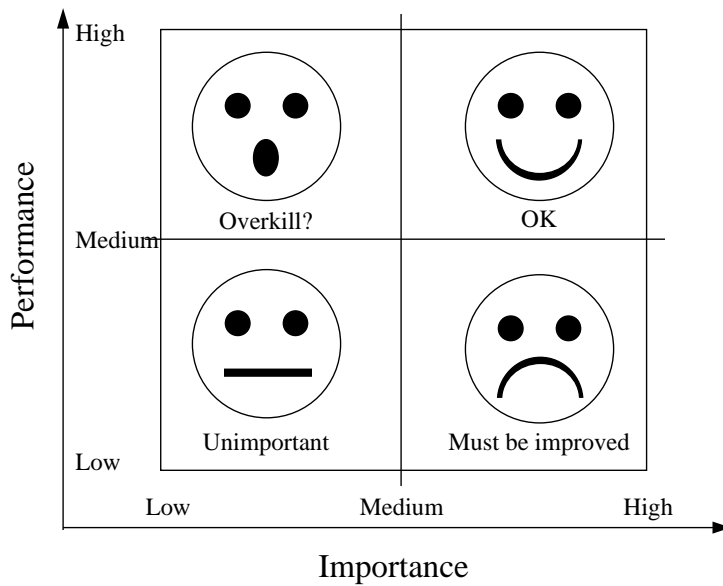 High
Overkill?
OK
Medium
Performance
Unimportant
Must be improved
Low
Low
Medium
High
Importance